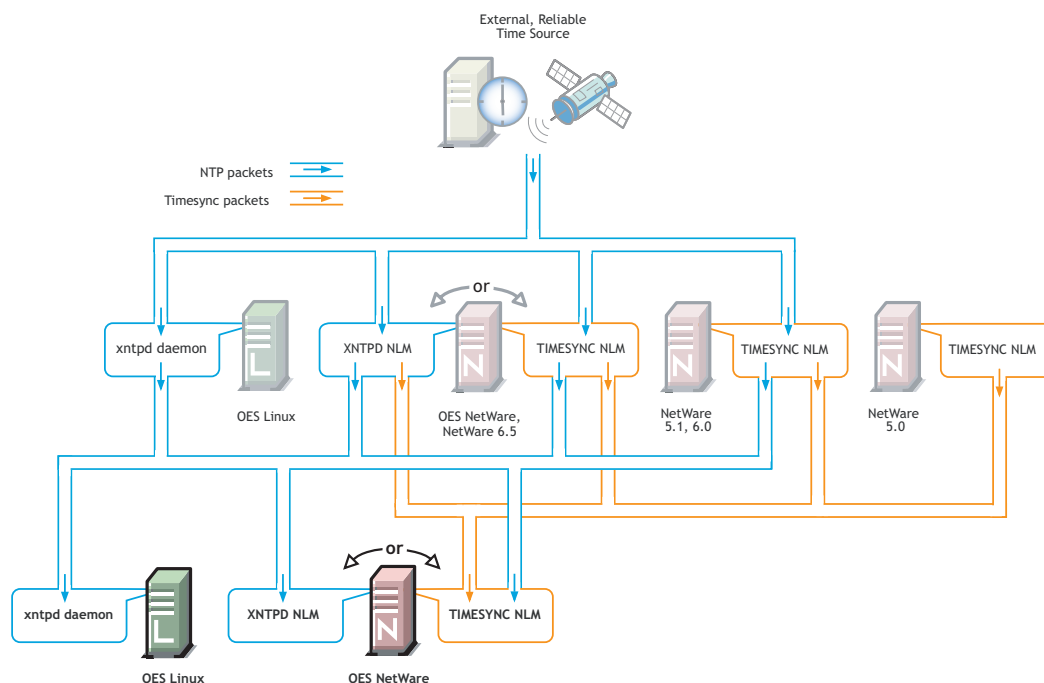 External, Reliable
Time Source
NTP packets
Timesync packets
or
xntpd daemon
XNTPD NLM
TIMESYNC NLM
TIMESYNC NLM
TIMESYNC NLM
L
N
N
N
OES Linux
OES NetWare,
NetWare 6.5
NetWare
5.1, 6.0
NetWare
5.0
or
xntpd daemon
XNTPD NLM
TIMESYNC NLM
L
N
OES Linux
OES NetWare